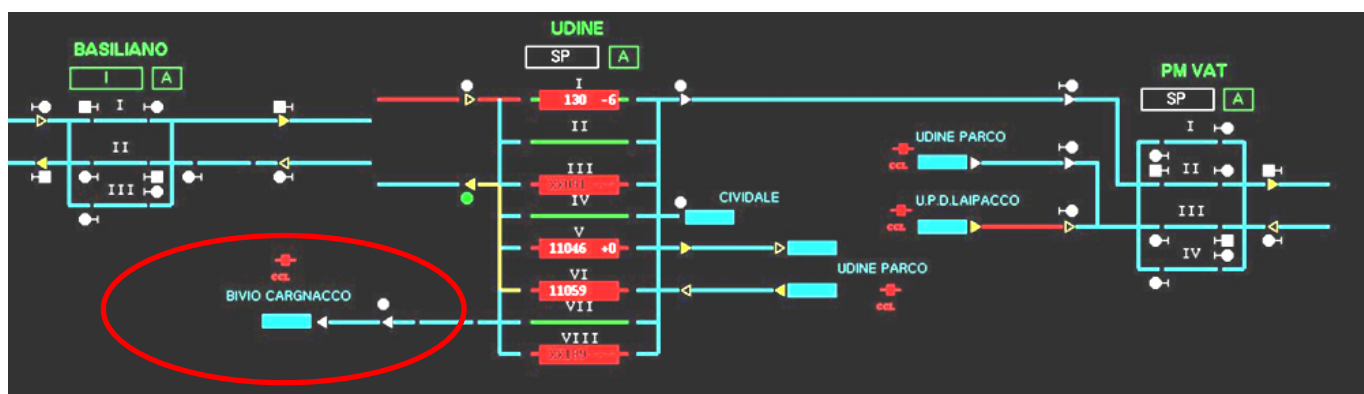 BASILIANO
I A
I
II
III
UDINE
SP A
I
130 -6
II
III
IV
V
11046 +0
VI
11059
VII
VIII
CIVIDALE
UDINE PARCO
CCL
U.P.D.LAIPACCO
CCL
UDINE PARCO
CCL
BIVIO CARGNACCO
CCL
PM VAT
SP A
I
II
III
IV